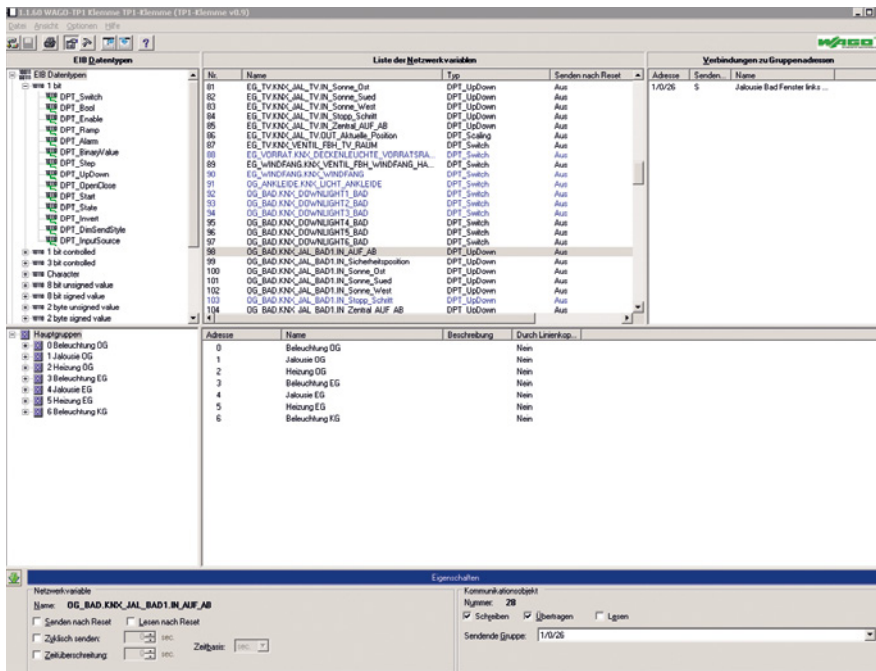 1.1.60 WAGO-TP1 Klemme TP1-Klemme (TP1-Klemme v0.9)
Datei Ansicht Optionen Hilfe
WAGO
EIB Datentypen
EIB Datentypen
1 bit
DPT_Switch
DPT_Bool
DPT_Enable
DPT_Ramp
DPT_Alarm
DPT_BinaryValue
DPT_Step
DPT_UpDown
DPT_OpenClose
DPT_Start
DPT_State
DPT_Invert
DPT_DimSendStyle
DPT_InputSource
1 bit controlled
3 bit controlled
Character
8 bit unsigned value
8 bit signed value
2 byte unsigned value
2 byte signed value
Liste der Netzwerkvariablen
Nr. Name Typ Senden nach Reset
81 EG_TV.KNX_JAL_TV.IN_Sonne_Ost DPT_UpDown Aus
82 EG_TV.KNX_JAL_TV.IN_Sonne_Sued DPT_UpDown Aus
83 EG_TV.KNX_JAL_TV.IN_Sonne_West DPT_UpDown Aus
84 EG_TV.KNX_JAL_TV.IN_Stopp_Schritt DPT_UpDown Aus
85 EG_TV.KNX_JAL_TV.IN_Zentral_AUF_AB DPT_UpDown Aus
86 EG_TV.KNX_JAL_TV.OUT_Aktuelle_Position DPT_Scaling Aus
87 EG_TV.KNX_VENTIL_FBH_TV_RAUM DPT_Switch Aus
88 EG_VORRAT.KNX_DECKENLEUCHTE_VORRATSRA... DPT_Switch Aus
89 EG_WINDFANG.KNX_VENTIL_FBH_WINDFANG_HA... DPT_Switch Aus
90 EG_WINDFANG.KNX_WINDFANG DPT_Switch Aus
91 OG_ANKLEIDE.KNX_LICHT_ANKLEIDE DPT_Switch Aus
92 OG_BAD.KNX_DOWNLIGHT1_BAD DPT_Switch Aus
93 OG_BAD.KNX_DOWNLIGHT2_BAD DPT_Switch Aus
94 OG_BAD.KNX_DOWNLIGHT3_BAD DPT_Switch Aus
95 OG_BAD.KNX_DOWNLIGHT4_BAD DPT_Switch Aus
96 OG_BAD.KNX_DOWNLIGHT5_BAD DPT_Switch Aus
97 OG_BAD.KNX_DOWNLIGHT6_BAD DPT_Switch Aus
98 OG_BAD.KNX_JAL_BAD1.IN_AUF_AB DPT_UpDown Aus
99 OG_BAD.KNX_JAL_BAD1.IN_Sicherheitsposition DPT_UpDown Aus
100 OG_BAD.KNX_JAL_BAD1.IN_Sonne_Ost DPT_UpDown Aus
101 OG_BAD.KNX_JAL_BAD1.IN_Sonne_Sued DPT_UpDown Aus
102 OG_BAD.KNX_JAL_BAD1.IN_Sonne_West DPT_UpDown Aus
103 OG_BAD.KNX_JAL_BAD1.IN_Stopp_Schritt DPT_UpDown Aus
104 OG_BAD.KNX_JAL_BAD1.IN_Zentral_AUF_AB DPT_UpDown Aus
Verbindungen zu Gruppenadressen
Adresse Senden... Name
1/0/26 S Jalousie Bad Fenster links ...
Hauptgruppen
0 Beleuchtung OG
1 Jalousie OG
2 Heizung OG
3 Beleuchtung EG
4 Jalousie EG
5 Heizung EG
6 Beleuchtung KG
Adresse Name Beschreibung Durch Linienkop...
0 Beleuchtung OG Nein
1 Jalousie OG Nein
2 Heizung OG Nein
3 Beleuchtung EG Nein
4 Jalousie EG Nein
5 Heizung EG Nein
6 Beleuchtung KG Nein
Eigenschaften
Netzwerkvariable
Name: OG_BAD.KNX_JAL_BAD1.IN_AUF_AB
Senden nach Reset Lesen nach Reset
Zyklisch senden: 0 sec.
Zeitüberschreitung: 0 sec.
Zeitbasis: sec.
Kommunikationsobjekt
Nummer: 28
Schreiben Übertragen Lesen
Sendende Gruppe: 1/0/26